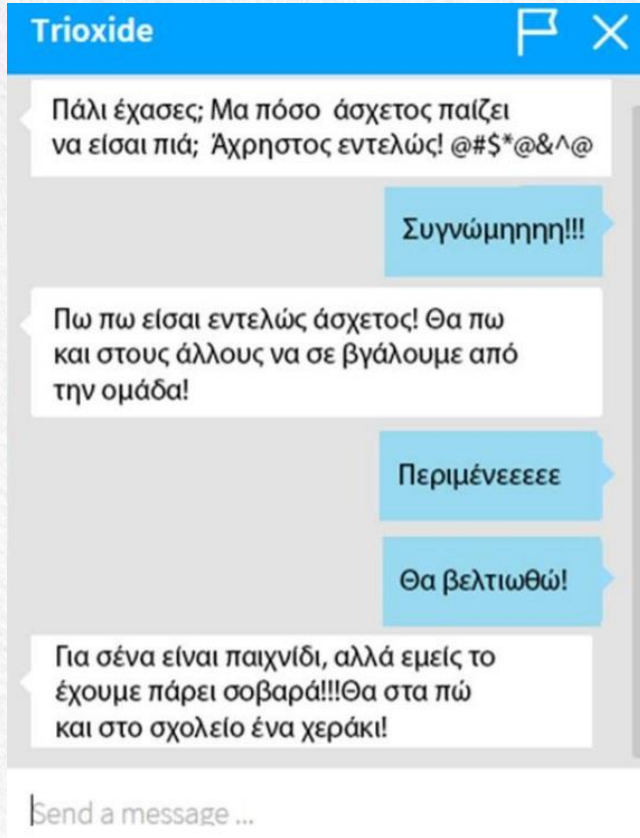 Trioxide
Πάλι έχασες; Μα πόσο άσχετος παίζει
να είσαι πιά; Άχρηστος εντελώς! @#$*@&^@
Συγνώμηηηη!!!
Πω πω είσαι εντελώς άσχετος! Θα πω
και στους άλλους να σε βγάλουμε από
την ομάδα!
Περιμένεεεεε
Θα βελτιωθώ!
Για σένα είναι παιχνίδι, αλλά εμείς το
έχουμε πάρει σοβαρά!!!Θα στα πώ
και στο σχολείο ένα χεράκι!
Send a message ...